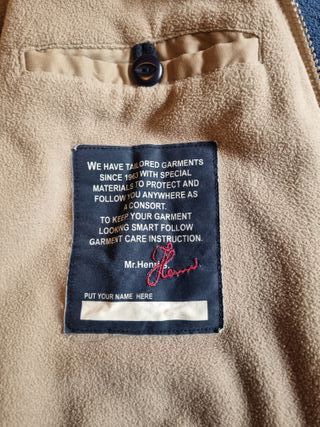 WE HAVE TAILORED GARMENTS
SINCE 1963 WITH SPECIAL
MATERIALS TO PROTECT AND
FOLLOW YOU ANYWHERE AS
A CONSORT.
TO KEEP YOUR GARMENT
LOOKING SMART FOLLOW
GARMENT CARE INSTRUCTION.
Mr.Henris.
PUT YOUR NAME HERE